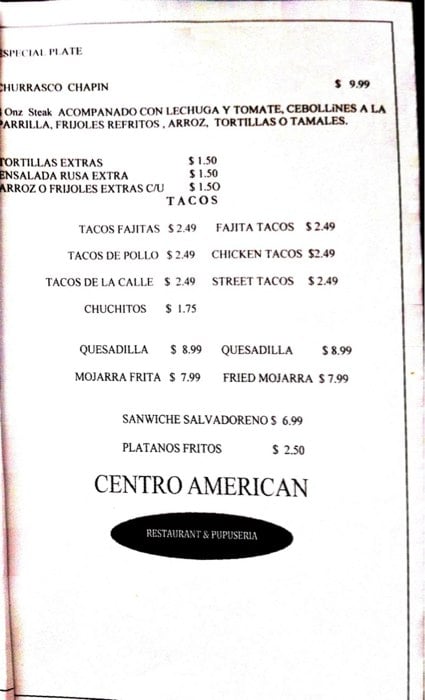 SPECIAL PLATE
CHURRASCO CHAPIN $ 9.99
Onz Steak ACOMPANADO CON LECHUGA Y TOMATE, CEBOLLiNES A LA
PARRILLA, FRIJOLES REFRITOS , ARROZ, TORTILLAS O TAMALES.
TORTILLAS EXTRAS $ 1.50
ENSALADA RUSA EXTRA $ 1.50
ARROZ O FRIJOLES EXTRAS C/U $ 1.50
TACOS
TACOS FAJITAS $ 2.49 FAJITA TACOS $ 2.49
TACOS DE POLLO $ 2.49 CHICKEN TACOS $2.49
TACOS DE LA CALLE $ 2.49 STREET TACOS $ 2.49
CHUCHITOS $ 1.75
QUESADILLA $ 8.99 QUESADILLA $ 8.99
MOJARRA FRITA $ 7.99 FRIED MOJARRA $ 7.99
SANWICHE SALVADORENO $ 6.99
PLATANOS FRITOS $ 2.50
CENTRO AMERICAN
RESTAURANT & PUPUSERIA